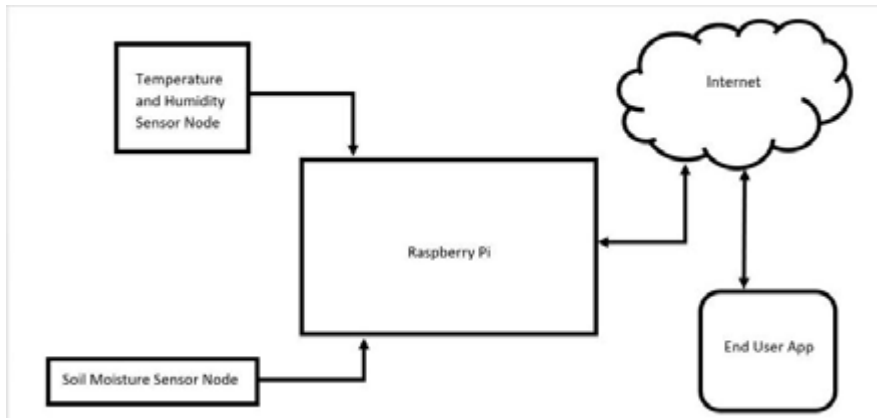 Temperature
and Humidity
Sensor Node
Internet
Raspberry Pi
End User App
Soil Moisture Sensor Node